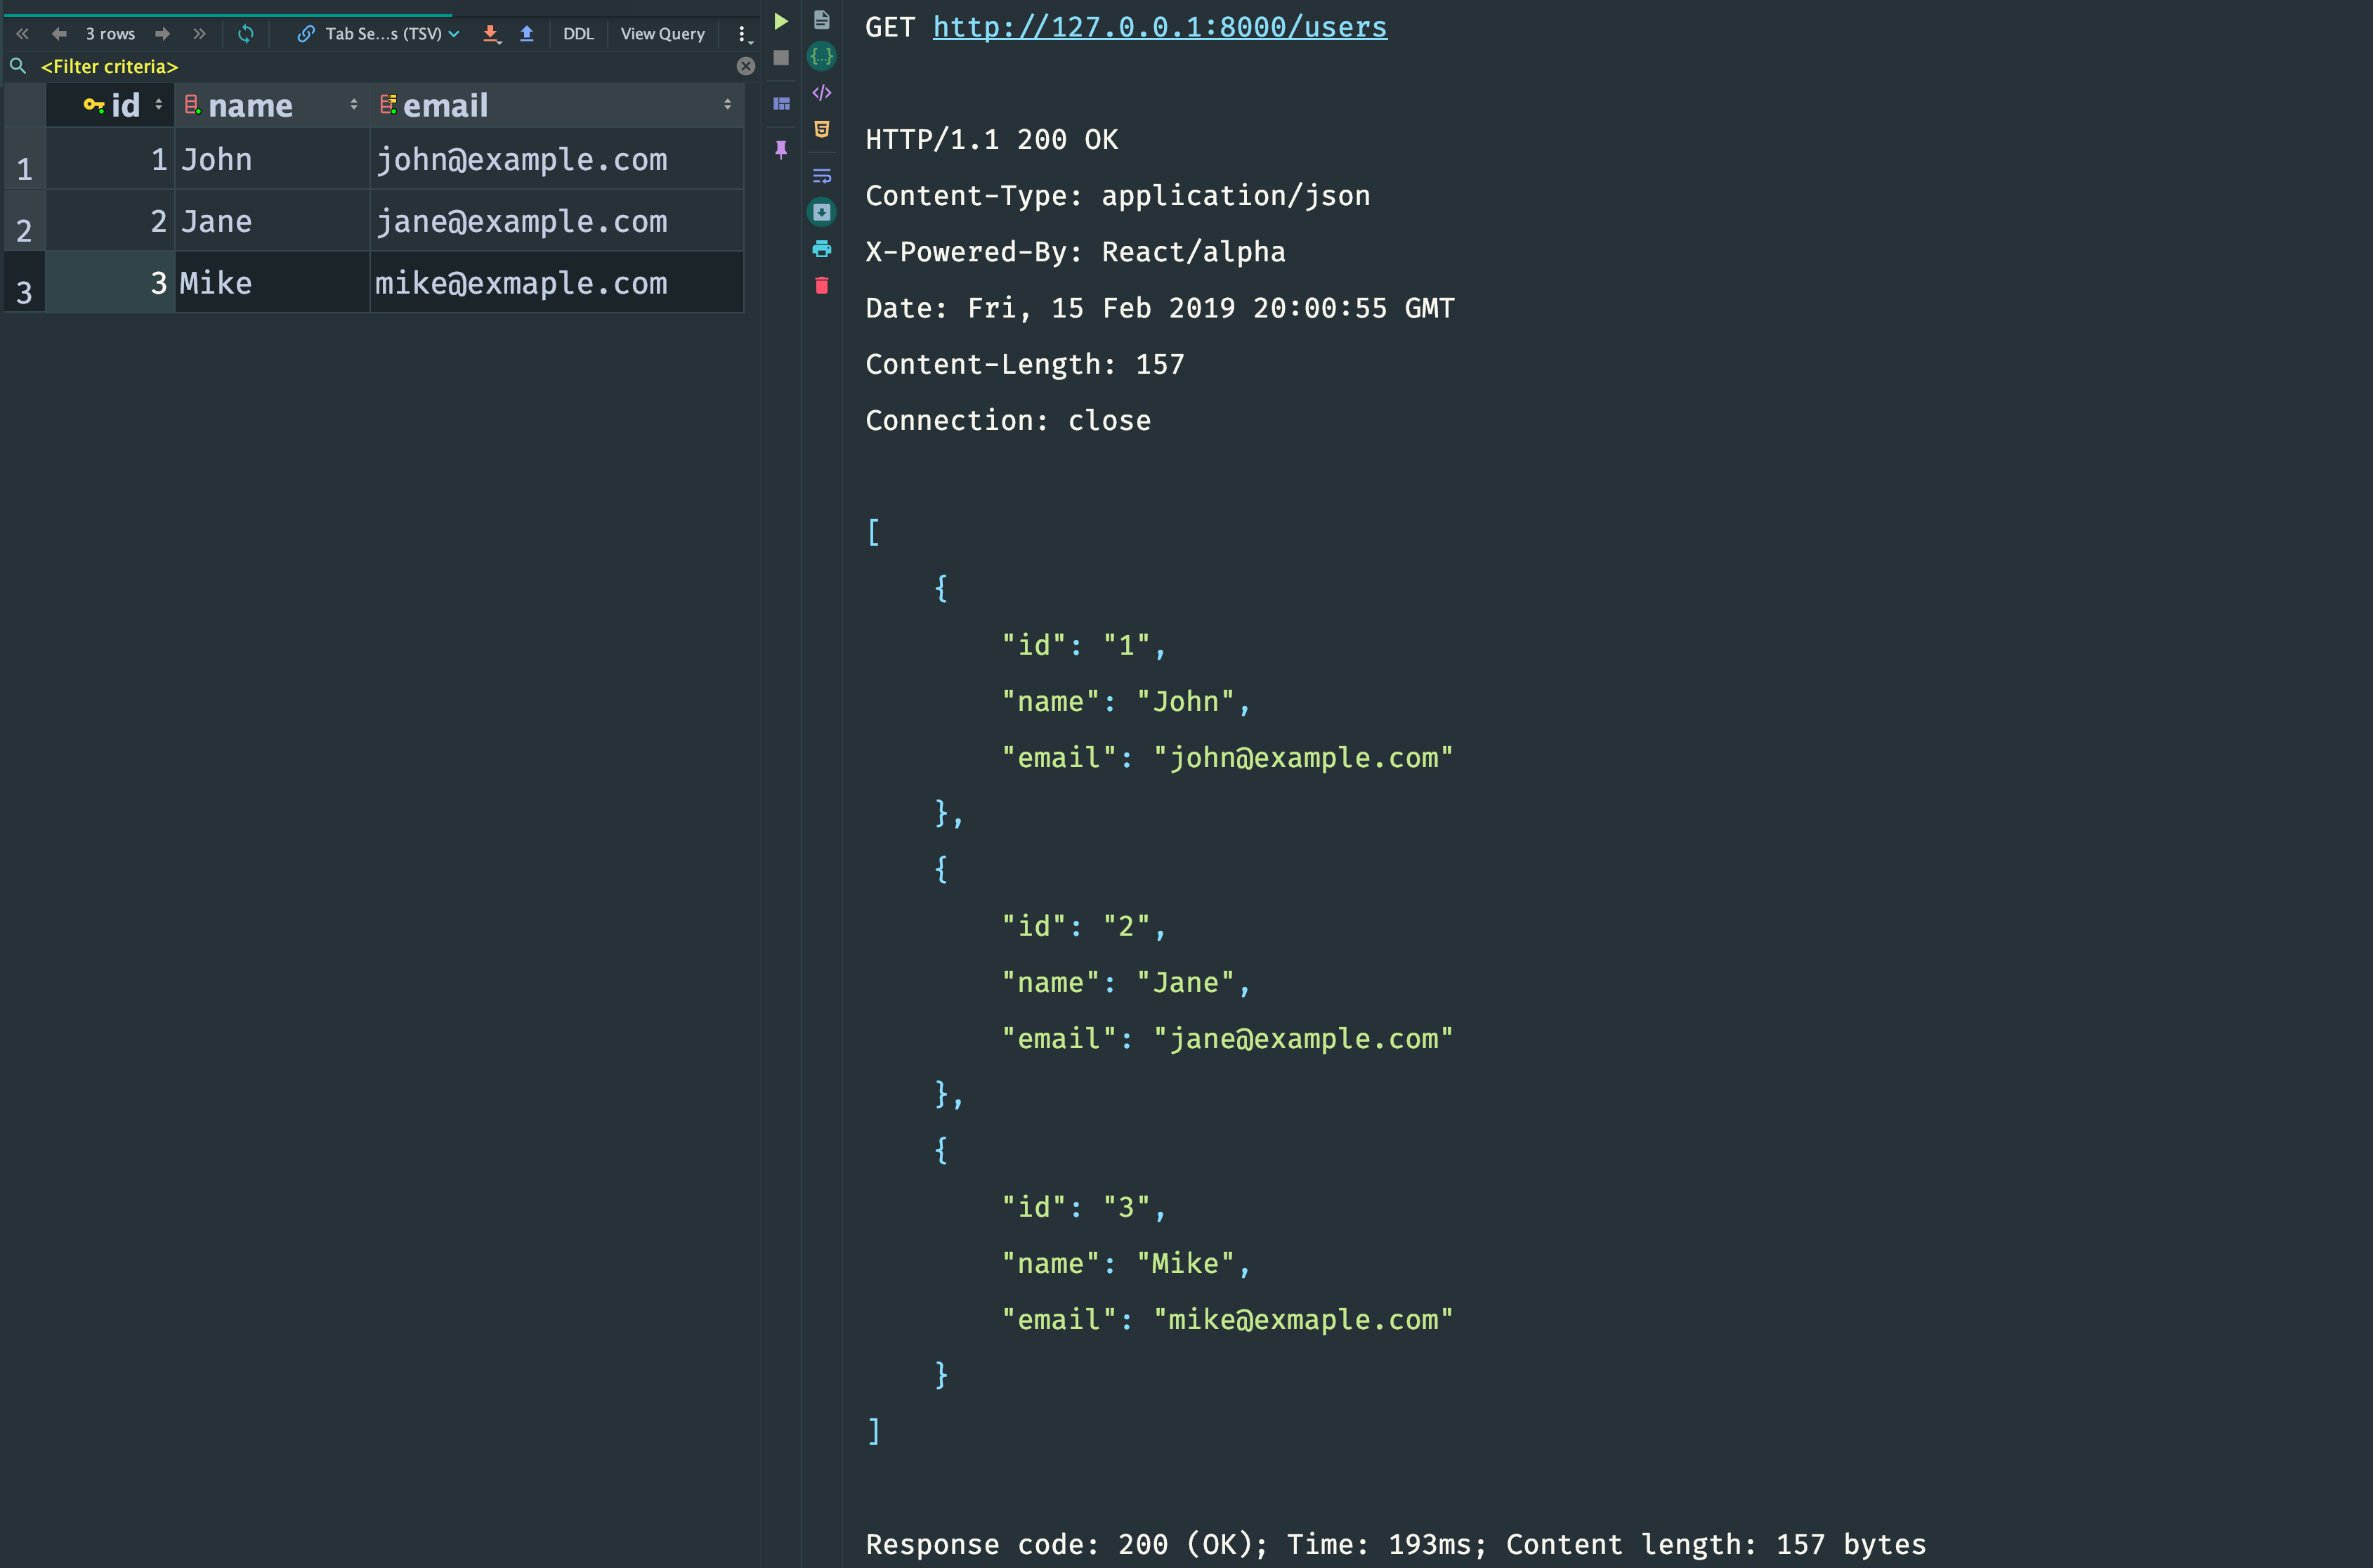 3 rows Tab Se...s (TSV) DDL View Query
<Filter criteria>
id name email
1 1 John john@example.com
2 2 Jane jane@example.com
3 3 Mike mike@exmaple.com
GET http://127.0.0.1:8000/users
HTTP/1.1 200 OK
Content-Type: application/json
X-Powered-By: React/alpha
Date: Fri, 15 Feb 2019 20:00:55 GMT
Content-Length: 157
Connection: close
[
{
"id": "1",
"name": "John",
"email": "john@example.com"
},
{
"id": "2",
"name": "Jane",
"email": "jane@example.com"
},
{
"id": "3",
"name": "Mike",
"email": "mike@exmaple.com"
}
]
Response code: 200 (OK); Time: 193ms; Content length: 157 bytes